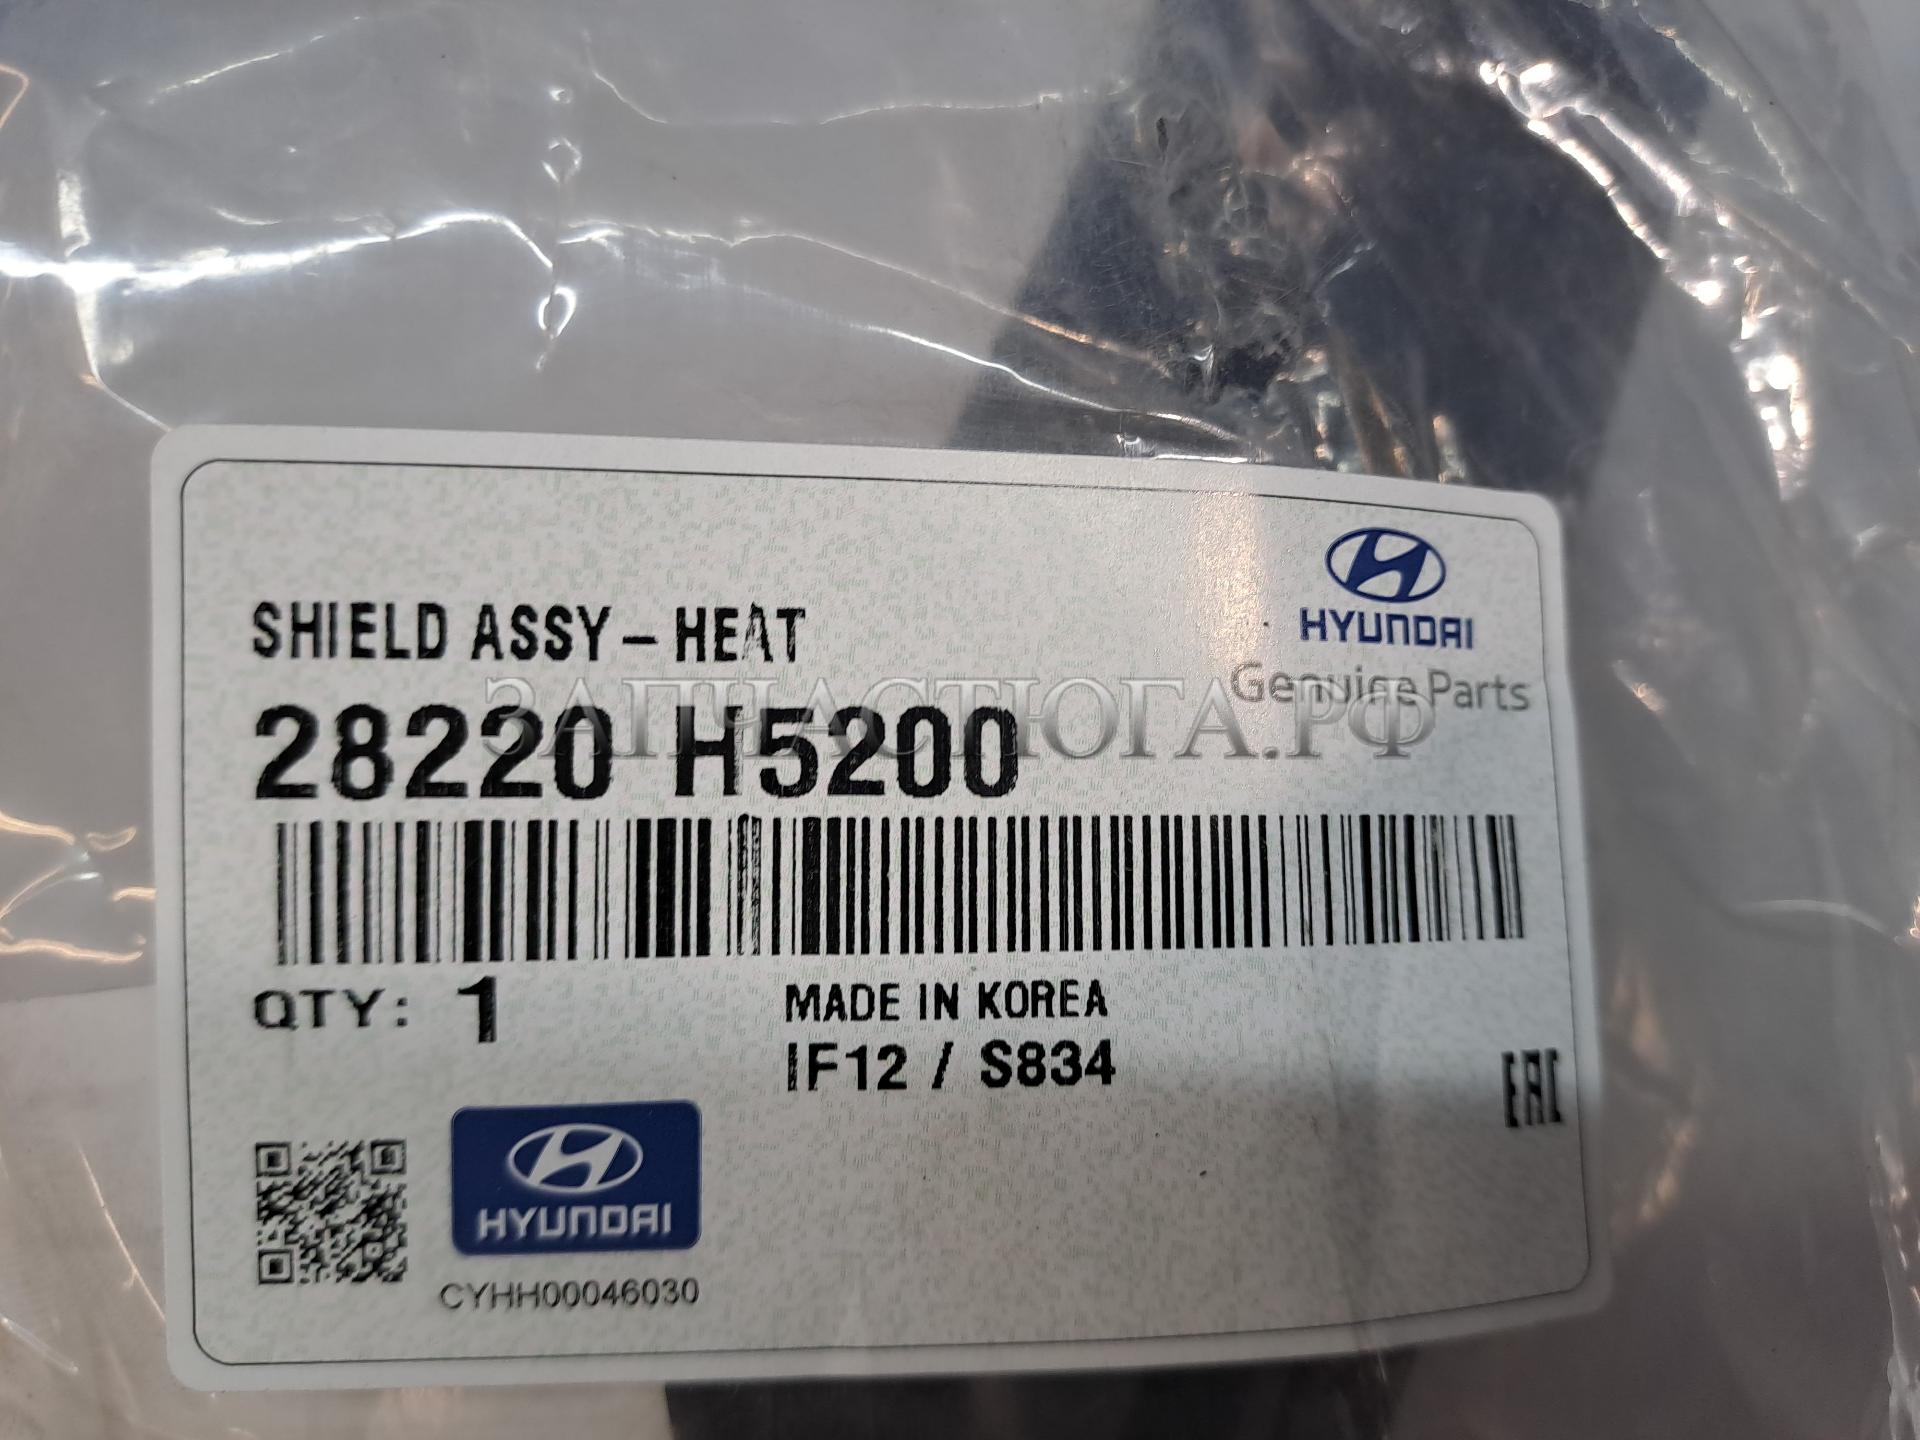 HYUNDAI
Genuine Parts
SHIELD ASSY-HEAT
ЗАПЧАСТЮГА.РФ
28220 H5200
QTY: 1
MADE IN KOREA
IF12 / S834
EAC
HYUNDAI
CYHH00046030